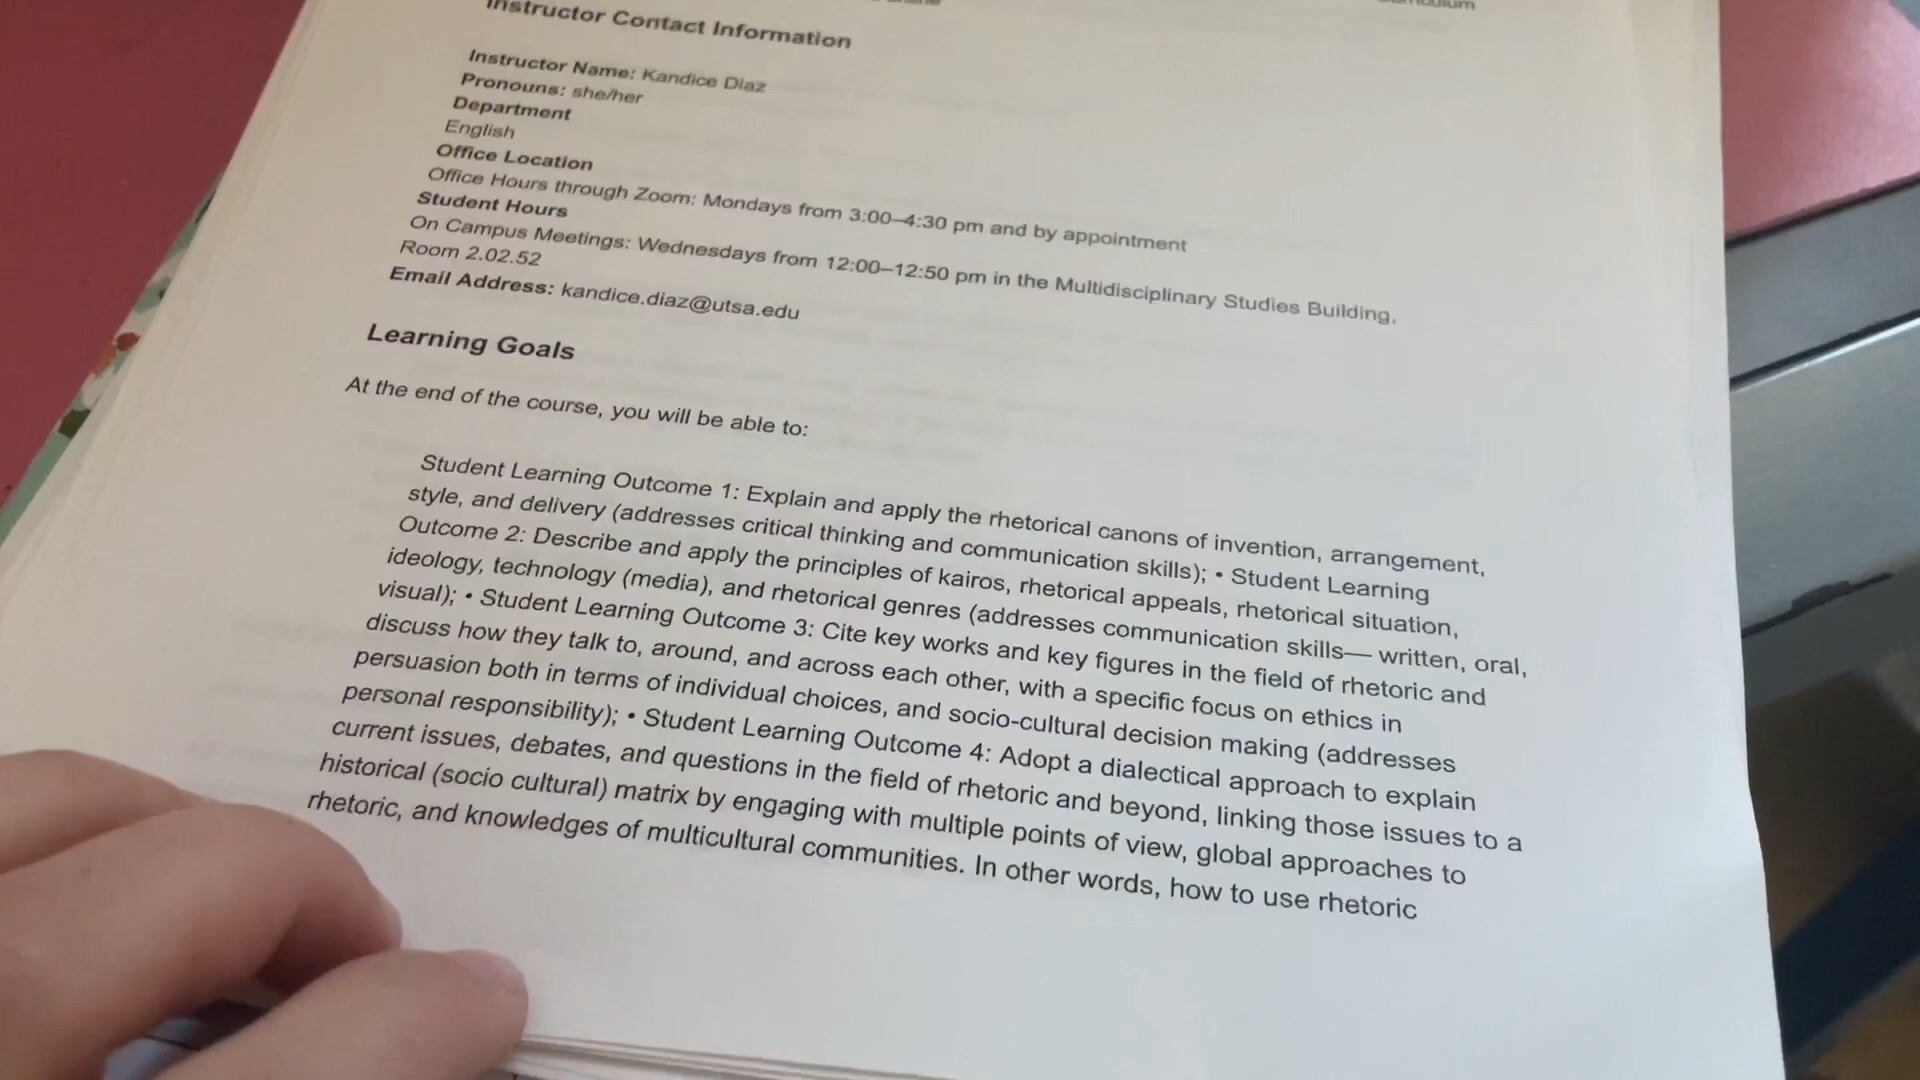 Instructor Contact Information
Instructor Name: Kandice Diaz
Pronouns: she/her
Department
English
Office Location
Office Hours through Zoom: Mondays from 3:00–4:30 pm and by appointment
Student Hours
On Campus Meetings: Wednesdays from 12:00–12:50 pm in the Multidisciplinary Studies Building,
Room 2.02.52
Email Address: kandice.diaz@utsa.edu
Learning Goals
At the end of the course, you will be able to:
Student Learning Outcome 1: Explain and apply the rhetorical canons of invention, arrangement,
style, and delivery (addresses critical thinking and communication skills); • Student Learning
Outcome 2: Describe and apply the principles of kairos, rhetorical appeals, rhetorical situation,
ideology, technology (media), and rhetorical genres (addresses communication skills— written, oral,
visual); • Student Learning Outcome 3: Cite key works and key figures in the field of rhetoric and
discuss how they talk to, around, and across each other, with a specific focus on ethics in
persuasion both in terms of individual choices, and socio-cultural decision making (addresses
personal responsibility); • Student Learning Outcome 4: Adopt a dialectical approach to explain
current issues, debates, and questions in the field of rhetoric and beyond, linking those issues to a
historical (socio cultural) matrix by engaging with multiple points of view, global approaches to
rhetoric, and knowledges of multicultural communities. In other words, how to use rhetoric